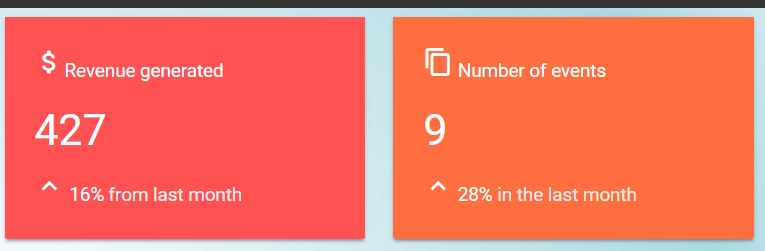 $ Revenue generated
427
16% from last month
Number of events
9
28% in the last month